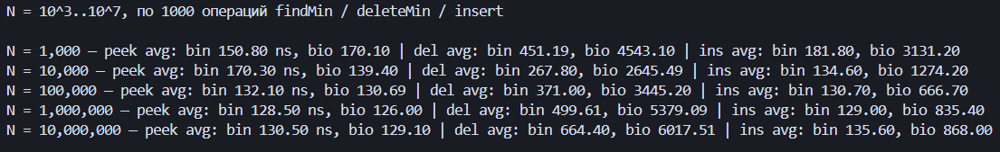 N = 10^3..10^7, по 1000 операций findMin / deleteMin / insert
N = 1,000 — peek avg: bin 150.80 ns, bio 170.10 | del avg: bin 451.19, bio 4543.10 | ins avg: bin 181.80, bio 3131.20
N = 10,000 — peek avg: bin 170.30 ns, bio 139.40 | del avg: bin 267.80, bio 2645.49 | ins avg: bin 134.60, bio 1274.20
N = 100,000 — peek avg: bin 132.10 ns, bio 130.69 | del avg: bin 371.00, bio 3445.20 | ins avg: bin 130.70, bio 666.70
N = 1,000,000 — peek avg: bin 128.50 ns, bio 126.00 | del avg: bin 499.61, bio 5379.09 | ins avg: bin 129.00, bio 835.40
N = 10,000,000 — peek avg: bin 130.50 ns, bio 129.10 | del avg: bin 664.40, bio 6017.51 | ins avg: bin 135.60, bio 868.00